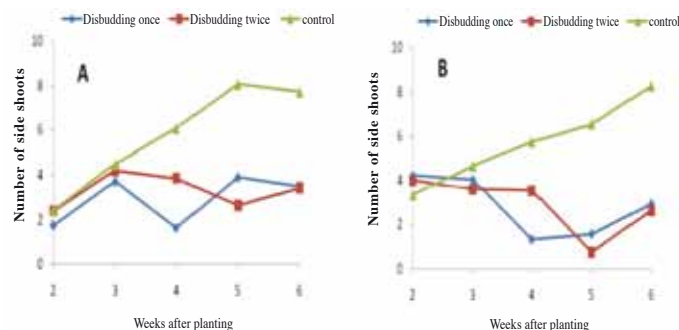 Disbudding once Disbudding twice control
10
8
6
4
2
0
A
Number of side shoots
2 3 4 5 6
Weeks after planting
Disbudding once Disbudding twice control
10
8
6
4
2
0
B
Number of side shoots
2 3 4 5 6
Weeks after planting